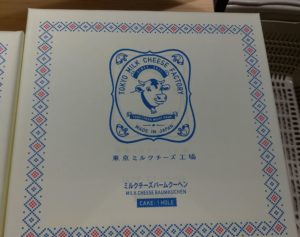 TOKYO MILK CHEESE FACTORY
MADE IN JAPAN
東京ミルクチーズ工場
ミルクチーズバームクーヘン
MILK CHEESE BAUMKUCHEN
CAKE: 1 HOLE